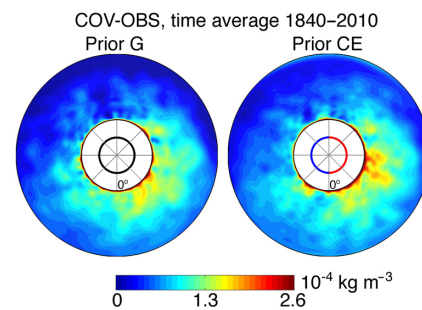 COV-OBS, time average 1840–2010
Prior G Prior CE
0° 0°
10⁻⁴ kg m⁻³
0 1.3 2.6